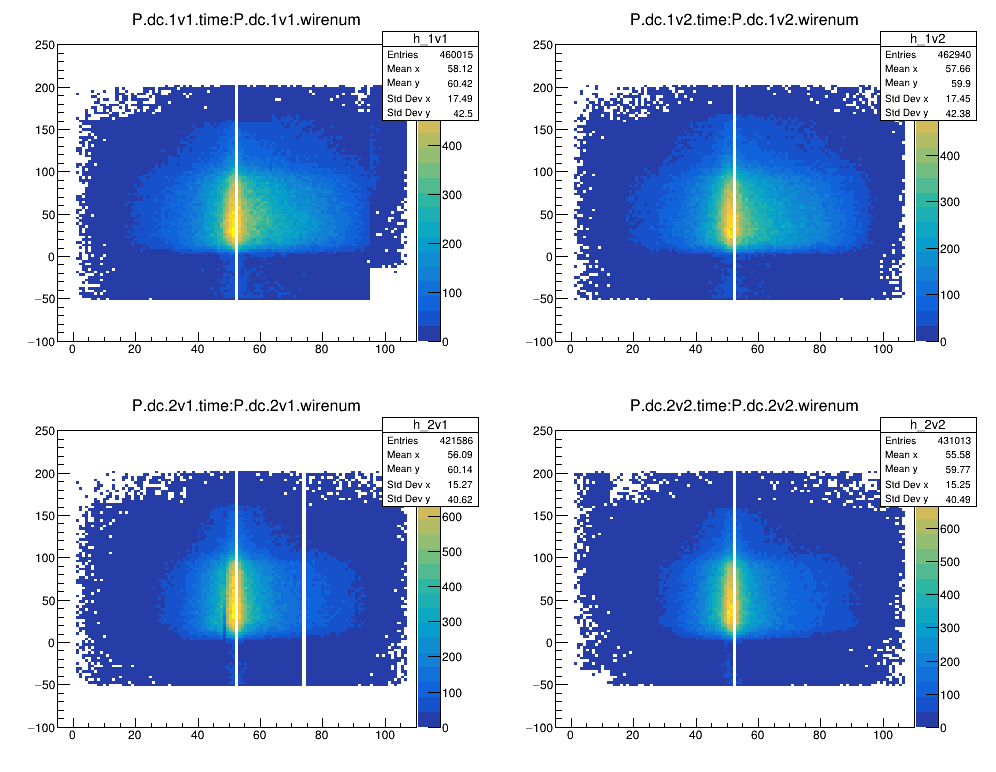 P.dc.1v1.time:P.dc.1v1.wirenum
h_1v1
Entries 460015
Mean x 58.12
Mean y 60.42
Std Dev x 17.49
Std Dev y 42.5
250
200
150
100
50
0
−50
−100
0 20 40 60 80 100
400
300
200
100
0
P.dc.1v2.time:P.dc.1v2.wirenum
h_1v2
Entries 462940
Mean x 57.66
Mean y 59.9
Std Dev x 17.45
Std Dev y 42.38
250
200
150
100
50
0
−50
−100
0 20 40 60 80 100
400
300
200
100
0
P.dc.2v1.time:P.dc.2v1.wirenum
h_2v1
Entries 421586
Mean x 56.09
Mean y 60.14
Std Dev x 15.27
Std Dev y 40.62
250
200
150
100
50
0
−50
−100
0 20 40 60 80 100
600
500
400
300
200
100
0
P.dc.2v2.time:P.dc.2v2.wirenum
h_2v2
Entries 431013
Mean x 55.58
Mean y 59.77
Std Dev x 15.25
Std Dev y 40.49
250
200
150
100
50
0
−50
−100
0 20 40 60 80 100
600
500
400
300
200
100
0